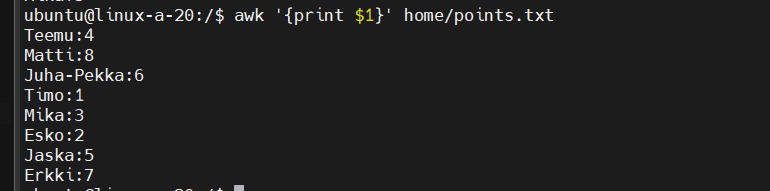 ubuntu@linux-a-20:/$ awk '{print $1}' home/points.txt
Teemu:4
Matti:8
Juha-Pekka:6
Timo:1
Mika:3
Esko:2
Jaska:5
Erkki:7